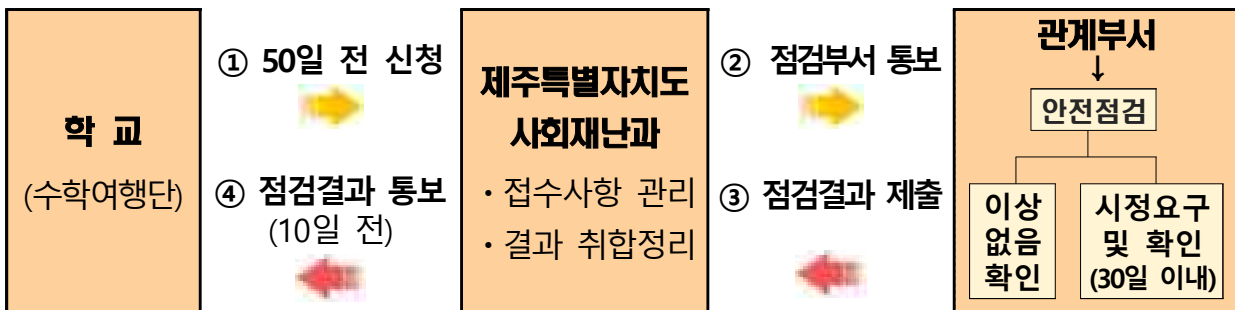 학 교
(수학여행단)
① 50일 전 신청
④ 점검결과 통보
(10일 전)
제주특별자치도
사회재난과
· 접수사항 관리
· 결과 취합정리
② 점검부서 통보
③ 점검결과 제출
관계부서
↓
안전점검
이상
없음
확인
시정요구
및 확인
(30일 이내)